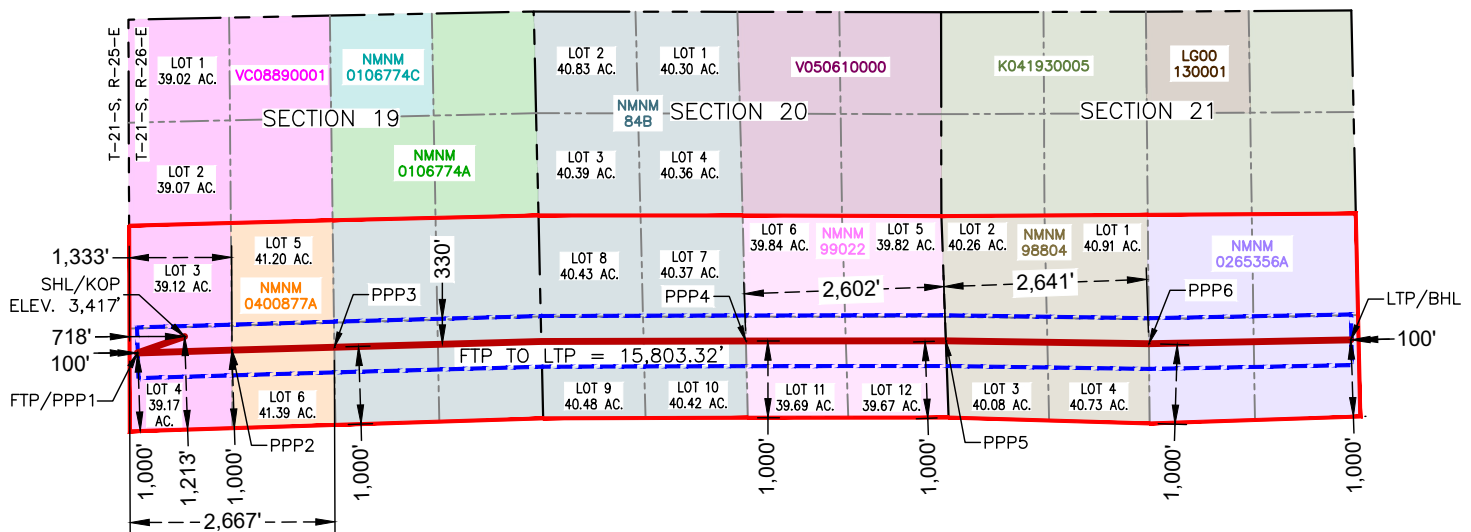 T-21-S, R-25-E
T-21-S, R-26-E
LOT 1
39.02 AC.
VC08890001
NMNM
0106774C
LOT 2
40.83 AC.
LOT 1
40.30 AC.
V050610000
K041930005
LG00
130001
SECTION 19
NMNM
84B
SECTION 20
SECTION 21
LOT 2
39.07 AC.
NMNM
0106774A
LOT 3
40.39 AC.
LOT 4
40.36 AC.
1,333'
LOT 3
39.12 AC.
LOT 5
41.20 AC.
NMNM
0400877A
330'
LOT 8
40.43 AC.
LOT 7
40.37 AC.
LOT 6
39.84 AC.
NMNM
99022
LOT 5
39.82 AC.
LOT 2
40.26 AC.
NMNM
98804
LOT 1
40.91 AC.
NMNM
0265356A
SHL/KOP
ELEV. 3,417'
PPP3
PPP4
2,602'
2,641'
PPP6
LTP/BHL
718'
100'
100'
FTP TO LTP = 15,803.32'
FTP/PPP1
LOT 4
39.17
AC.
LOT 6
41.39 AC.
LOT 9
40.48 AC.
LOT 10
40.42 AC.
LOT 11
39.69 AC.
LOT 12
39.67 AC.
LOT 3
40.08 AC.
LOT 4
40.73 AC.
PPP2
PPP5
1,000'
1,213'
1,000'
1,000'
1,000'
1,000'
1,000'
1,000'
2,667'